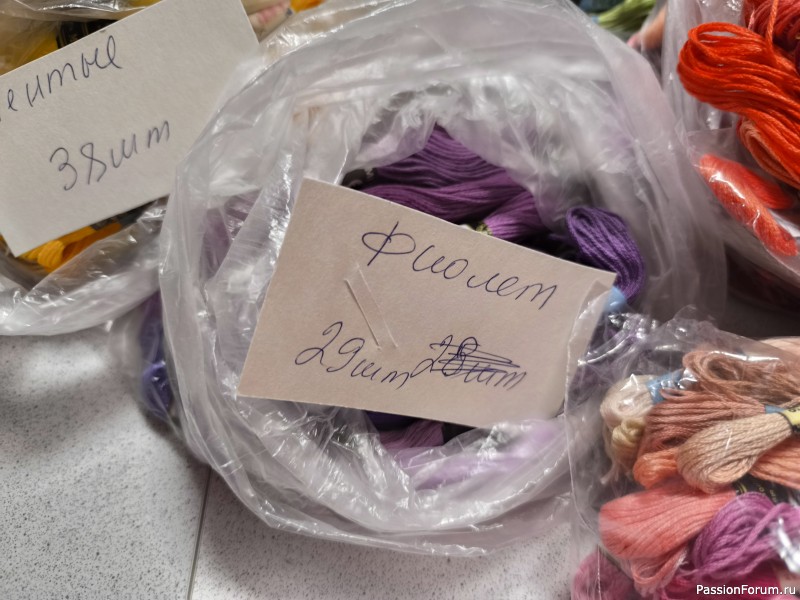 38шт
Фиолет
29шт 28шт
PassionForum.ru